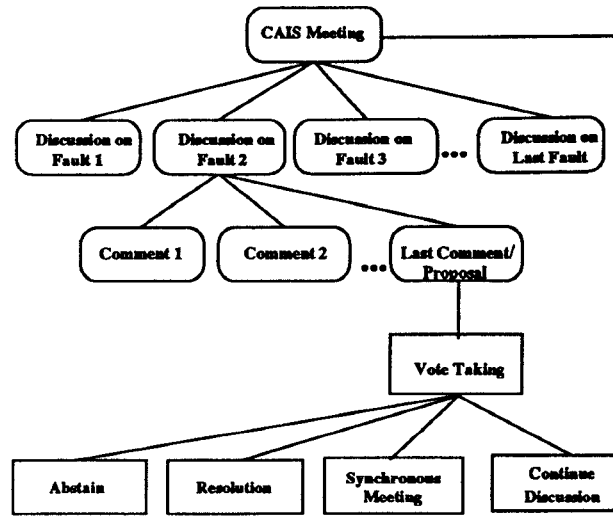 CAIS Meeting
Discussion on
Fault 1
Discussion on
Fault 2
Discussion on
Fault 3
...
Discussion on
Last Fault
Comment 1
Comment 2
...
Last Comment/
Proposal
Vote Taking
Abstain
Resolution
Synchronous
Meeting
Continue
Discussion